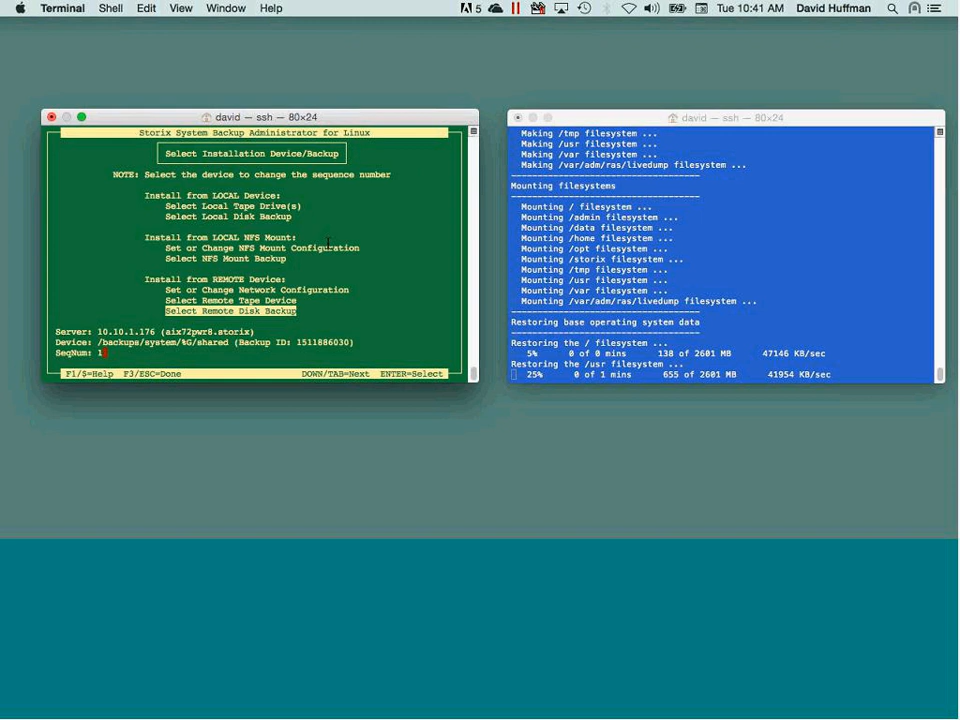 Terminal Shell Edit View Window Help 5 Tue 10:41 AM David Huffman
david — ssh — 80×24
Storix System Backup Administrator for Linux
Select Installation Device/Backup
NOTE: Select the device to change the sequence number
Install from LOCAL Device:
Select Local Tape Drive(s)
Select Local Disk Backup
Install from LOCAL NFS Mount:
Set or Change NFS Mount Configuration
Select NFS Mount Backup
Install from REMOTE Device:
Set or Change Network Configuration
Select Remote Tape Device
Select Remote Disk Backup
Server: 10.10.1.176 (aix72pwr8.storix)
Device: /backups/system/%G/shared (Backup ID: 1511886030)
SeqNum: 1
F1/$=Help F3/ESC=Done DOWN/TAB=Next ENTER=Select
david — ssh — 80×24
Making /tmp filesystem ...
Making /usr filesystem ...
Making /var filesystem ...
Making /var/adm/ras/livedump filesystem ...
Mounting filesystems
Mounting / filesystem ...
Mounting /admin filesystem ...
Mounting /data filesystem ...
Mounting /home filesystem ...
Mounting /opt filesystem ...
Mounting /storix filesystem ...
Mounting /tmp filesystem ...
Mounting /usr filesystem ...
Mounting /var filesystem ...
Mounting /var/adm/ras/livedump filesystem ...
Restoring base operating system data
Restoring the / filesystem ...
5% 0 of 0 mins 138 of 2601 MB 47146 KB/sec
Restoring the /usr filesystem ...
25% 0 of 1 mins 655 of 2601 MB 41954 KB/sec